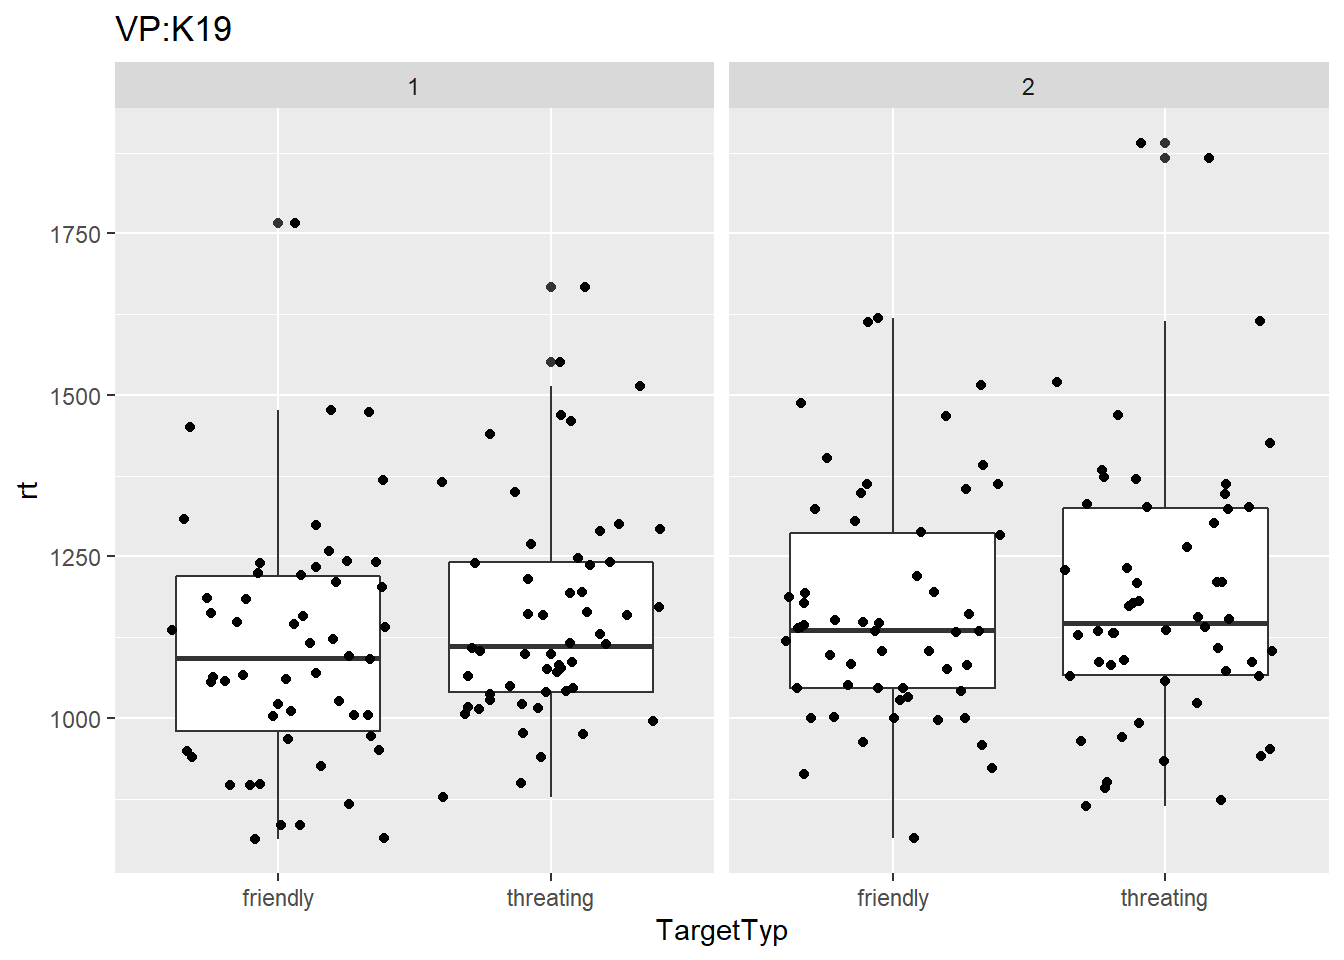 VP:K19
1
2
rt
1750
1500
1250
1000
friendly
threating
friendly
threating
TargetTyp